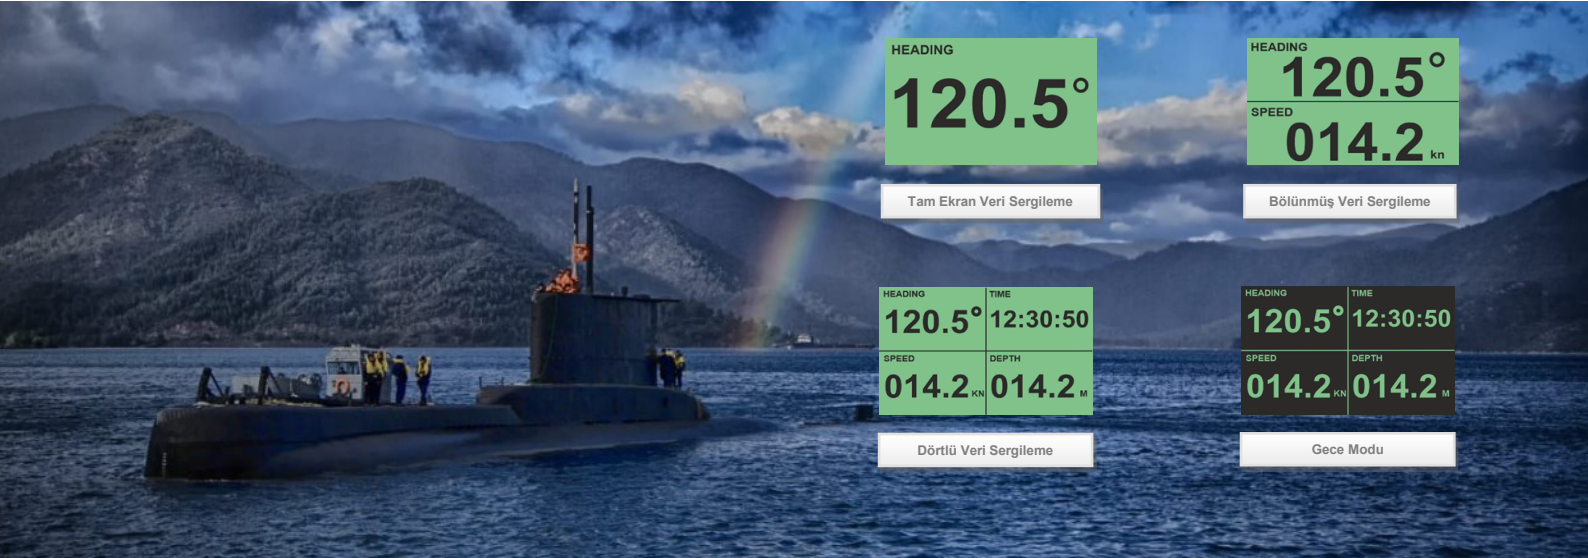 HEADING
120.5°
Tam Ekran Veri Sergileme
HEADING
120.5°
SPEED
014.2 kn
Bölünmüş Veri Sergileme
HEADING
120.5°
TIME
12:30:50
SPEED
014.2 KN
DEPTH
014.2 M
Dörtlü Veri Sergileme
HEADING
120.5°
TIME
12:30:50
SPEED
014.2 KN
DEPTH
014.2 M
Gece Modu